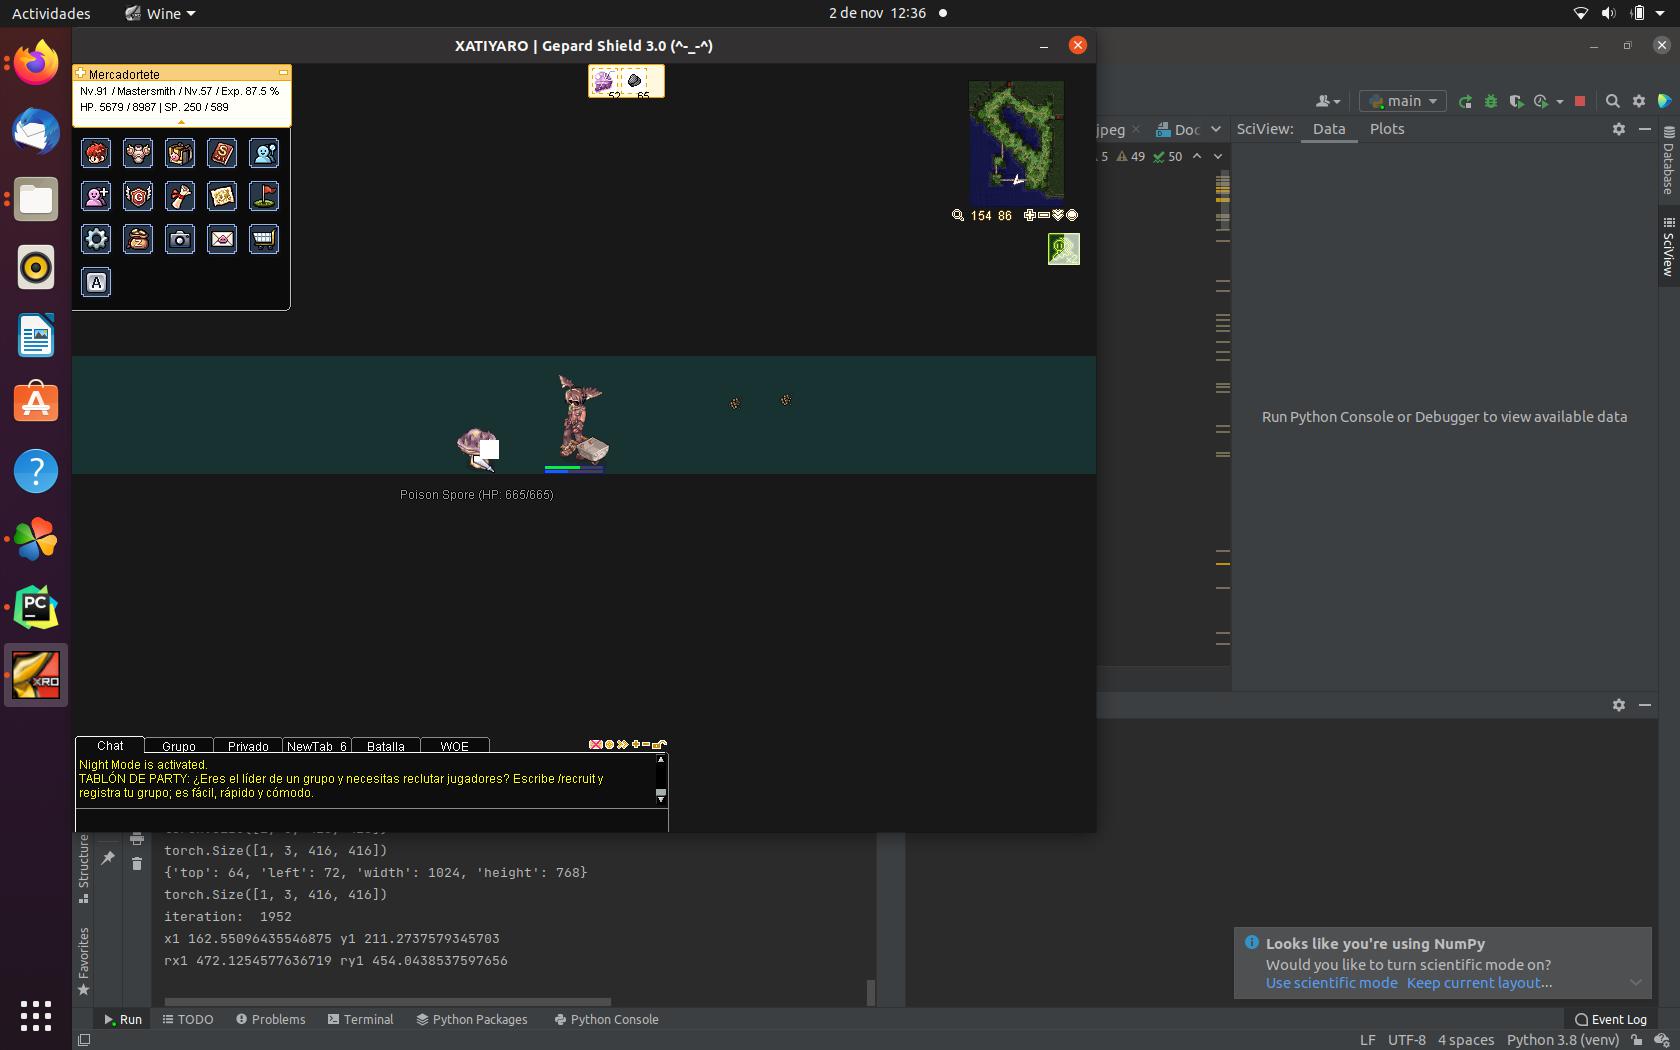 Actividades
Wine
2 de nov 12:36
XATIYARO | Gepard Shield 3.0 (^-_-^)
Mercadortete
Nv.91 / Mastersmith / Nv.57 / Exp. 87.5 %
HP. 5679 / 8987 | SP. 250 / 589
52 65
154 86
x2
main
jpeg
Doc
SciView:
Data
Plots
5
49
50
Database
SciView
Run Python Console or Debugger to view available data
Poison Spore (HP: 665/665)
Chat
Grupo
Privado
NewTab_6
Batalla
WOE
Night Mode is activated.
TABLÓN DE PARTY: ¿Eres el líder de un grupo y necesitas reclutar jugadores? Escribe /recruit y
registra tu grupo; es fácil, rápido y cómodo.
PC
XRO
torch.Size([1, 3, 416, 416])
{'top': 64, 'left': 72, 'width': 1024, 'height': 768}
torch.Size([1, 3, 416, 416])
iteration: 1952
x1 162.55096435546875 y1 211.2737579345703
rx1 472.1254577636719 ry1 454.0438537597656
Structure
Favorites
Looks like you're using NumPy
Would you like to turn scientific mode on?
Use scientific mode Keep current layout...
Run
TODO
Problems
Terminal
Python Packages
Python Console
Event Log
LF UTF-8 4 spaces Python 3.8 (venv)